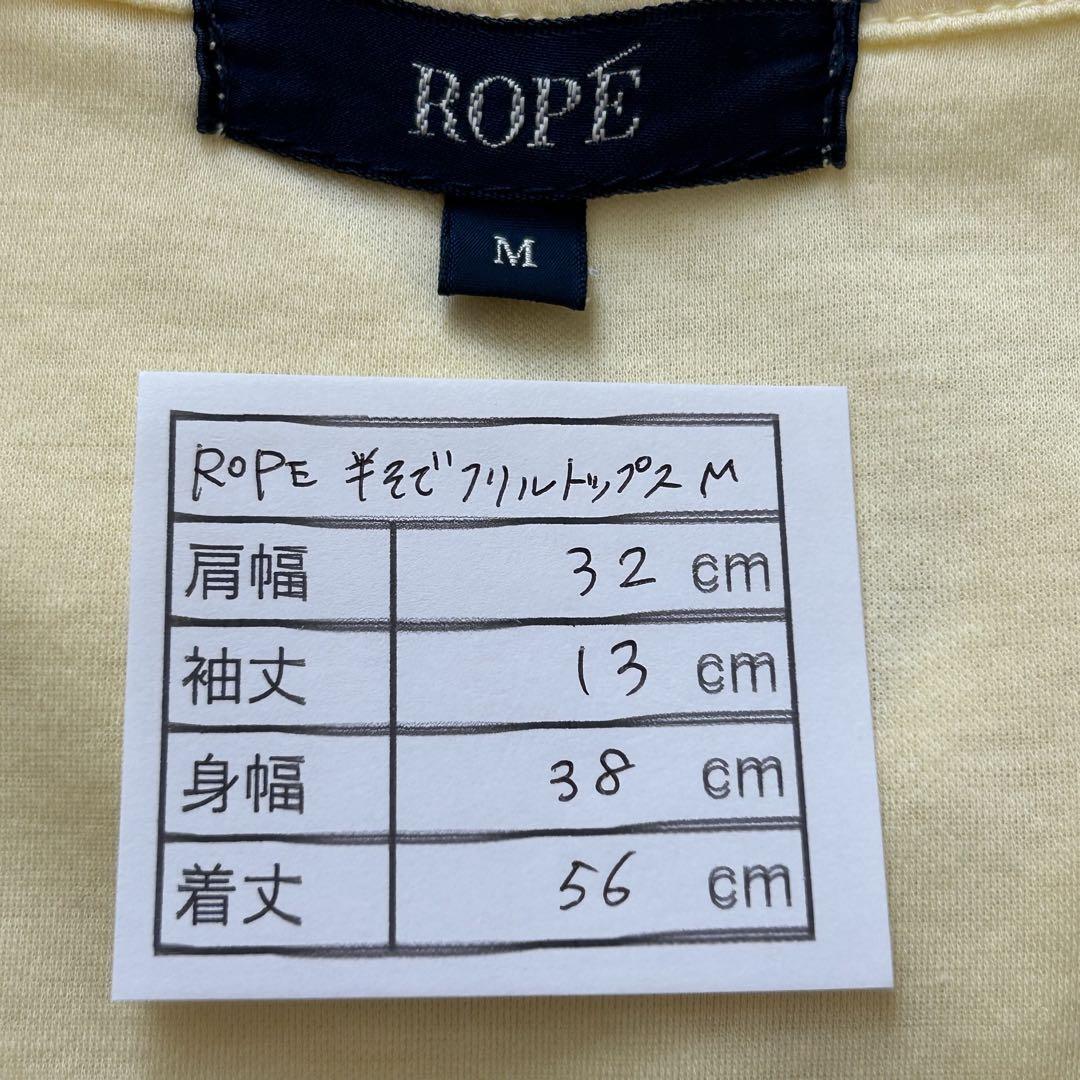 ROPÉ
M
ROPE 半そでフリルトップス M
肩幅 32 cm
袖丈 13 cm
身幅 38 cm
着丈 56 cm